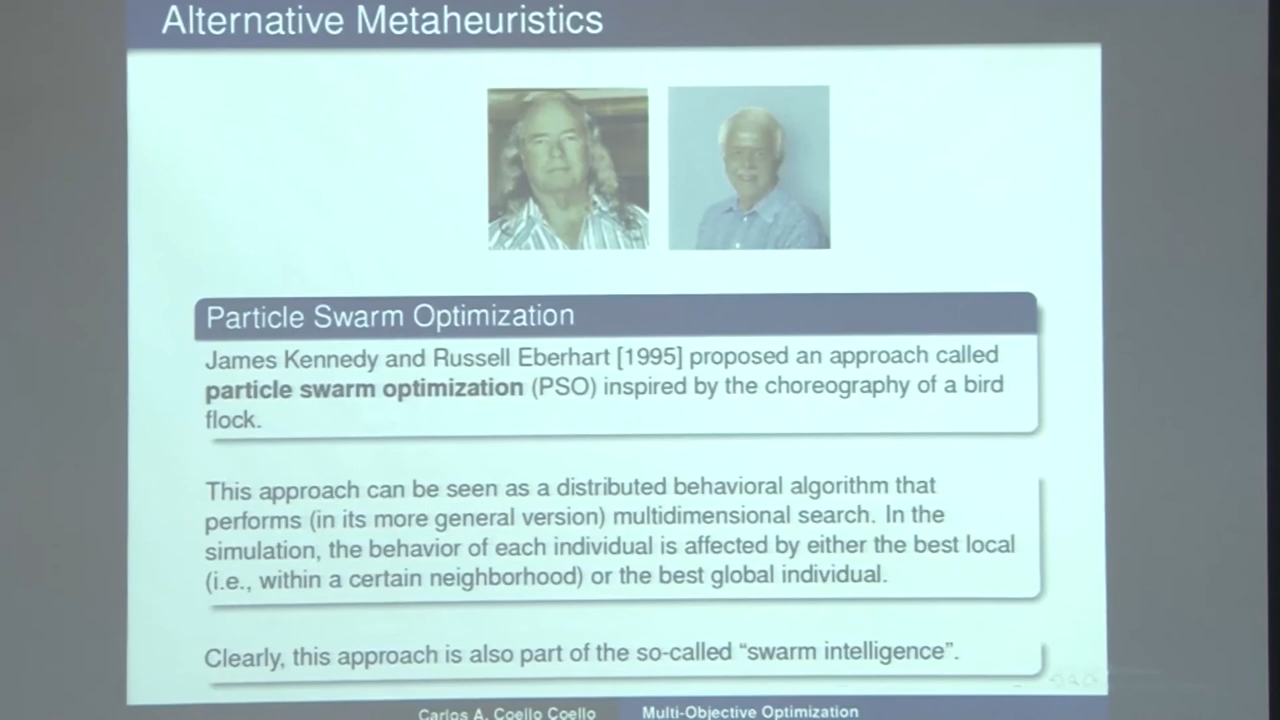 Alternative Metaheuristics
Particle Swarm Optimization
James Kennedy and Russell Eberhart [1995] proposed an approach called
particle swarm optimization (PSO) inspired by the choreography of a bird
flock.
This approach can be seen as a distributed behavioral algorithm that
performs (in its more general version) multidimensional search. In the
simulation, the behavior of each individual is affected by either the best local
(i.e., within a certain neighborhood) or the best global individual.
Clearly, this approach is also part of the so-called “swarm intelligence”.
Carlos A. Coello Coello Multi-Objective Optimization